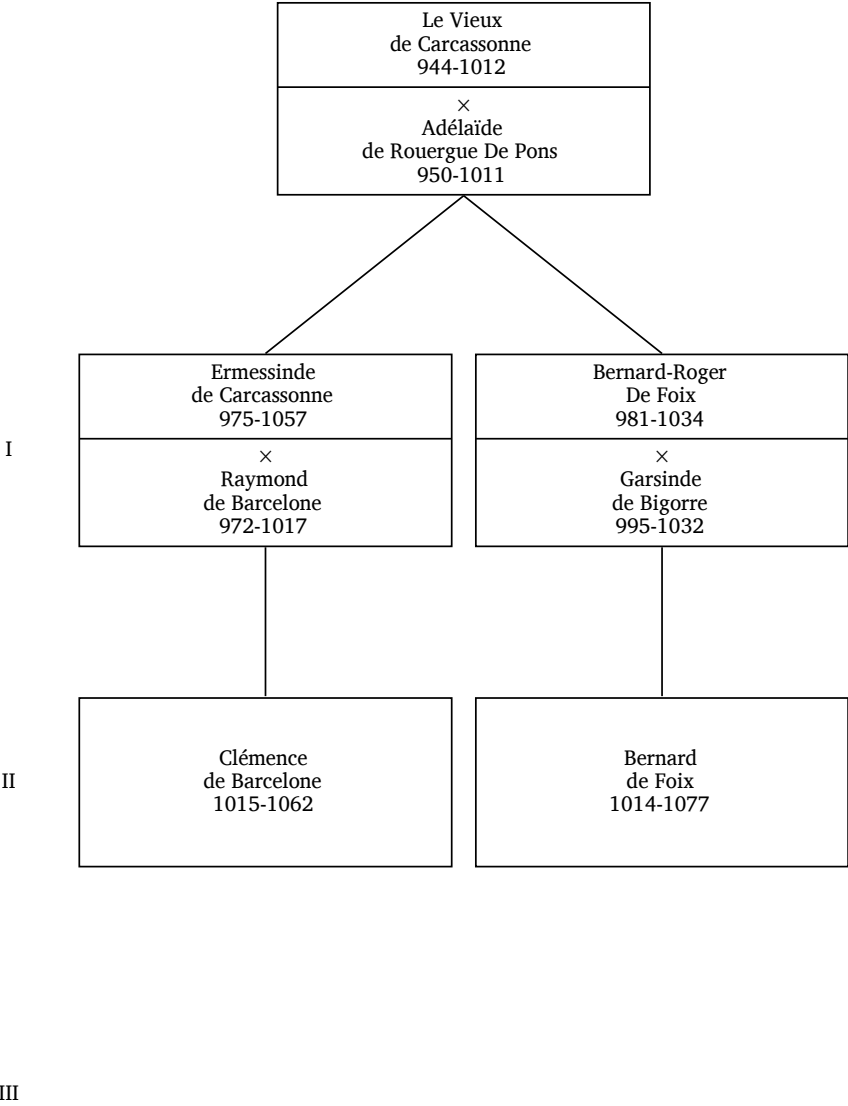 Le Vieux
de Carcassonne
944-1012
×
Adélaïde
de Rouergue De Pons
950-1011
I
Ermessinde
de Carcassonne
975-1057
×
Raymond
de Barcelone
972-1017
Bernard-Roger
De Foix
981-1034
×
Garsinde
de Bigorre
995-1032
II
Clémence
de Barcelone
1015-1062
Bernard
de Foix
1014-1077
III